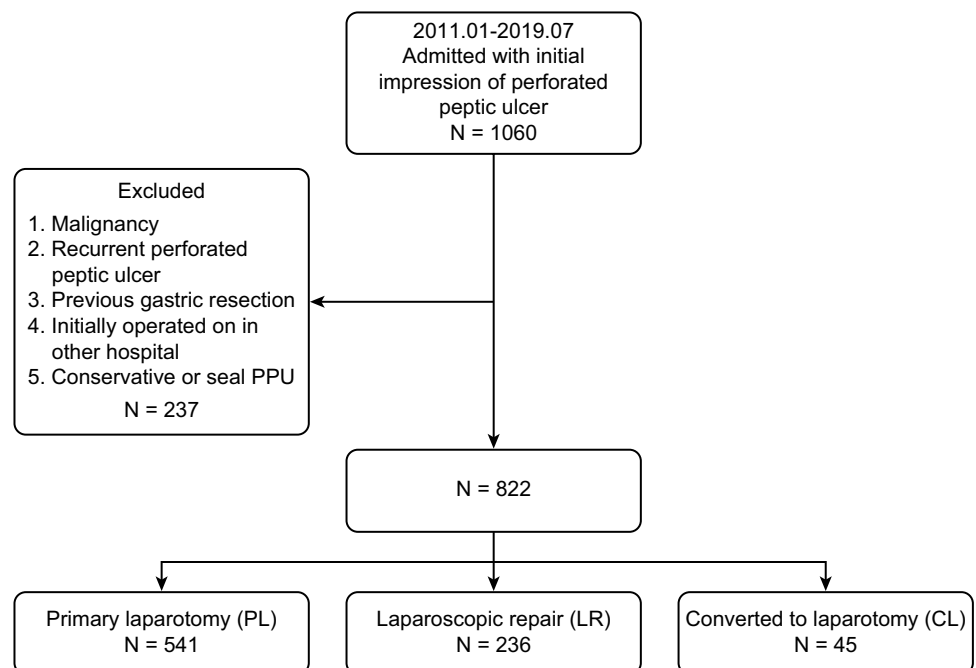 2011.01-2019.07
Admitted with initial
impression of perforated
peptic ulcer
N = 1060
Excluded
1. Malignancy
2. Recurrent perforated
peptic ulcer
3. Previous gastric resection
4. Initially operated on in
other hospital
5. Conservative or seal PPU
N = 237
N = 822
Primary laparotomy (PL)
N = 541
Laparoscopic repair (LR)
N = 236
Converted to laparotomy (CL)
N = 45